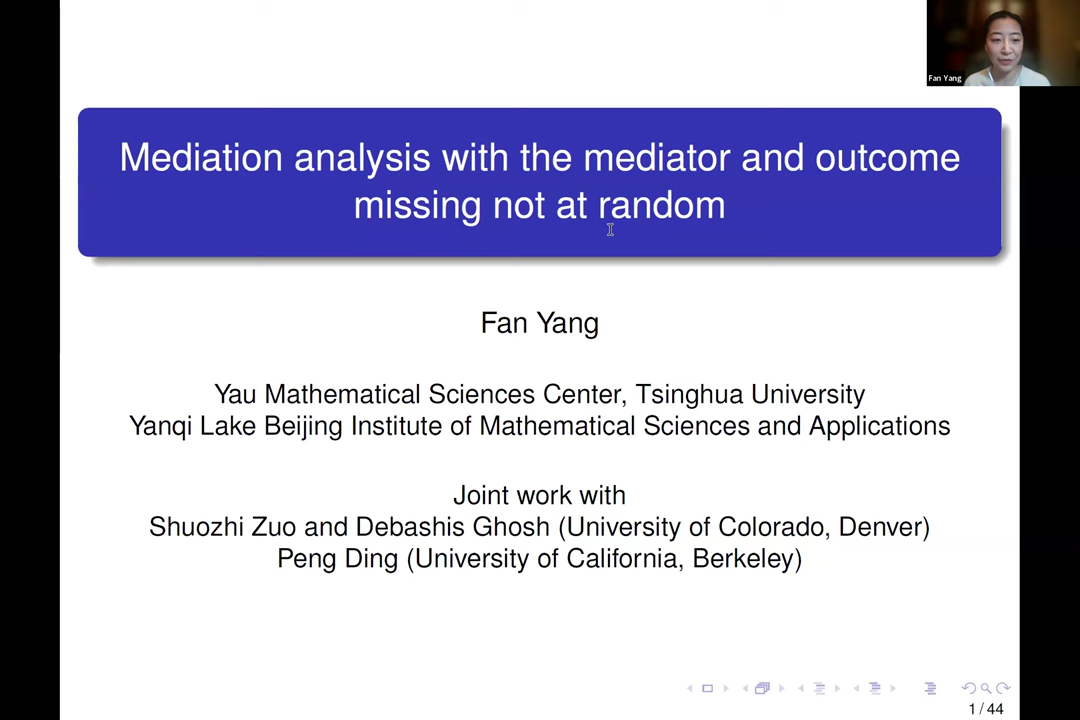 Fan Yang
Mediation analysis with the mediator and outcome
missing not at random
Fan Yang
Yau Mathematical Sciences Center, Tsinghua University
Yanqi Lake Beijing Institute of Mathematical Sciences and Applications
Joint work with
Shuozhi Zuo and Debashis Ghosh (University of Colorado, Denver)
Peng Ding (University of California, Berkeley)
1 / 44